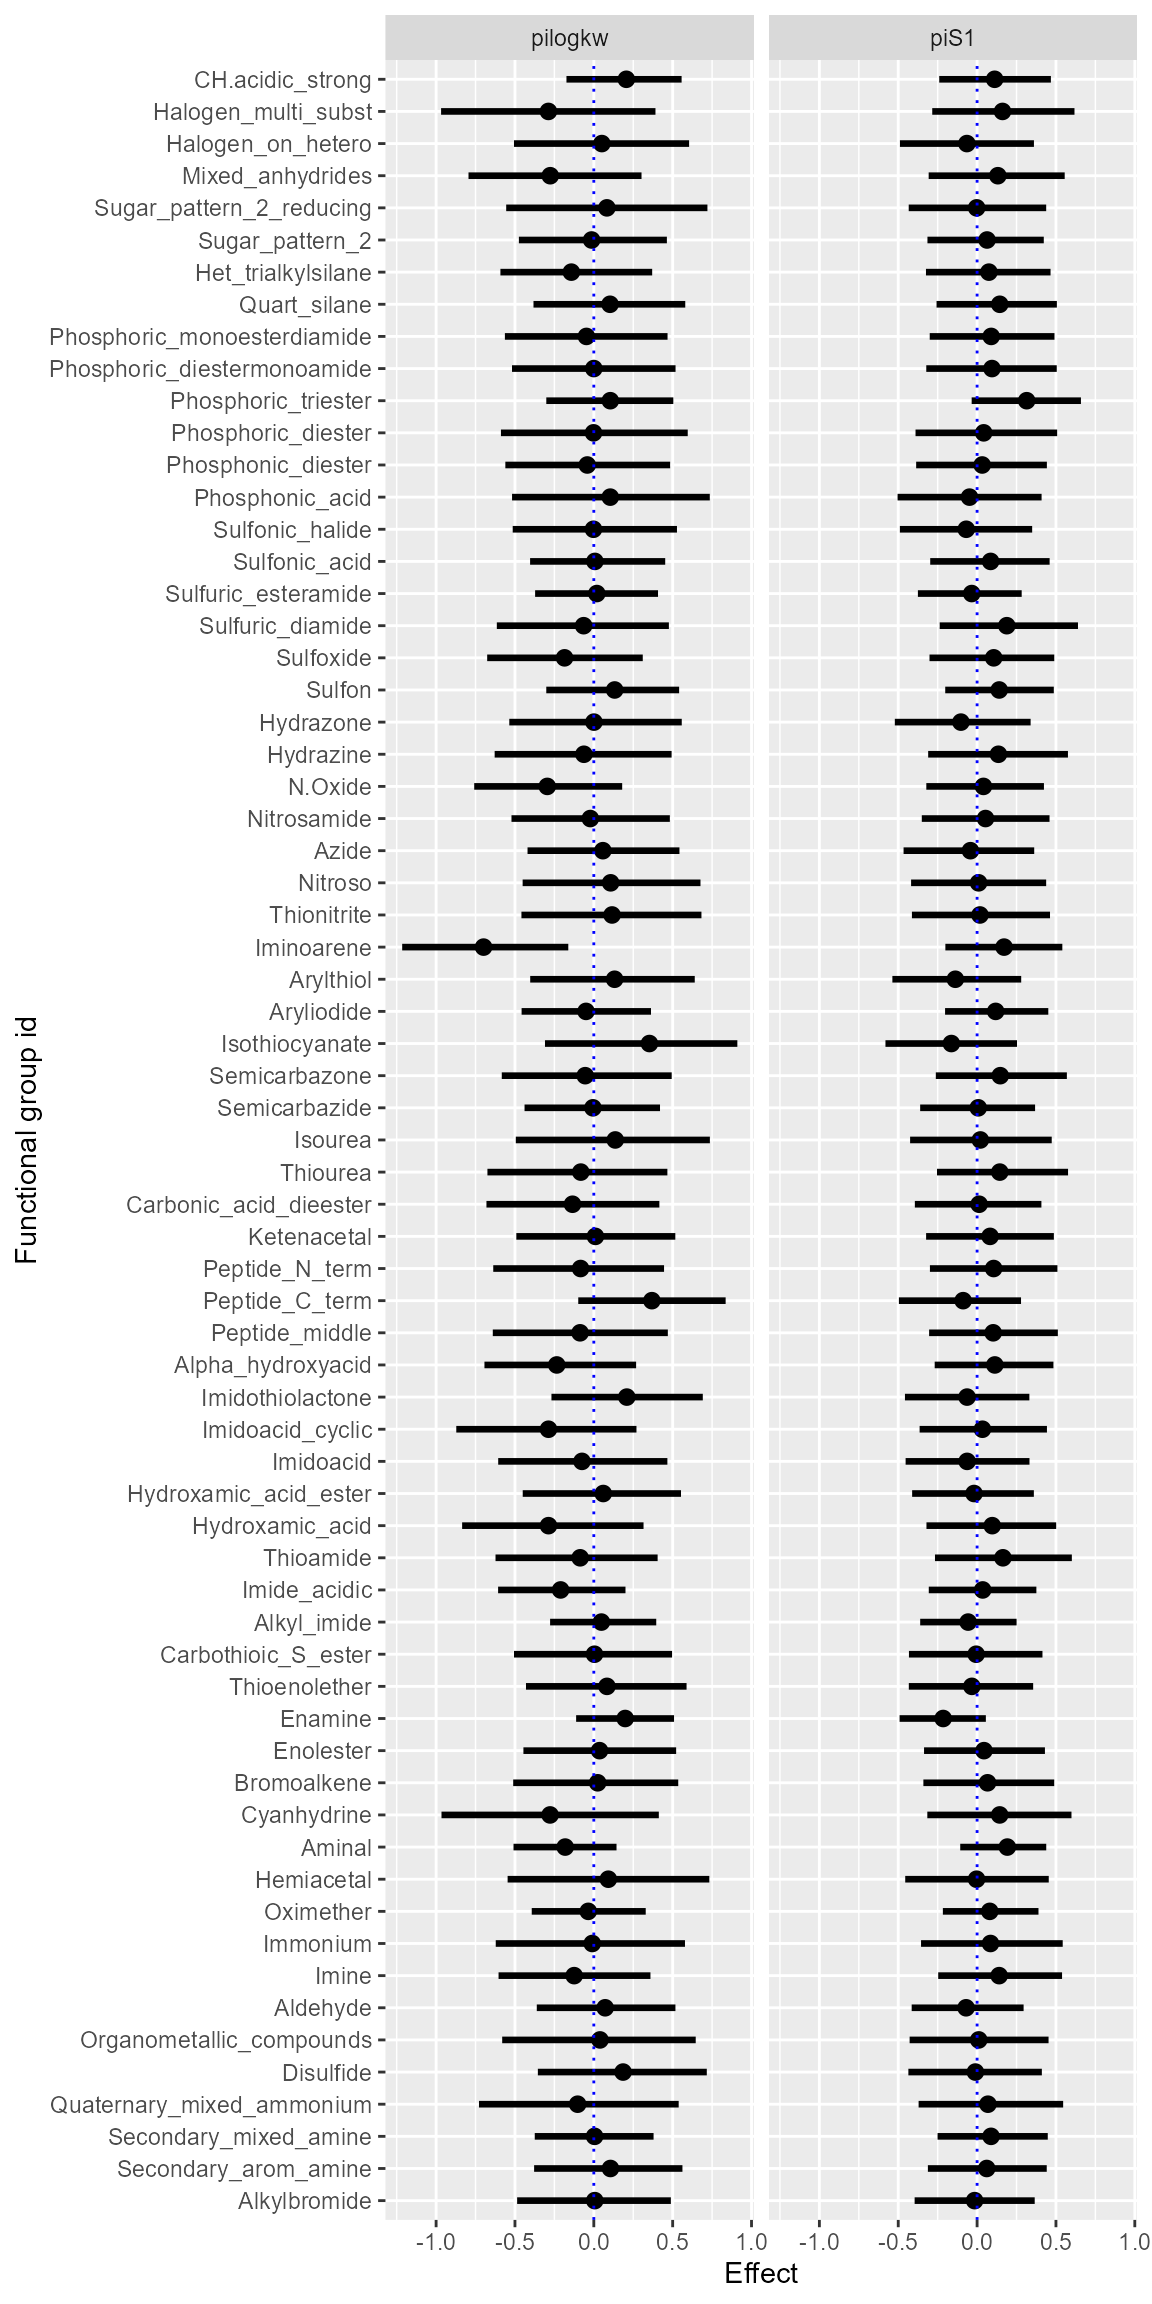 pilogkw piS1
CH.acidic_strong
Halogen_multi_subst
Halogen_on_hetero
Mixed_anhydrides
Sugar_pattern_2_reducing
Sugar_pattern_2
Het_trialkylsilane
Quart_silane
Phosphoric_monoesterdiamide
Phosphoric_diestermonoamide
Phosphoric_triester
Phosphoric_diester
Phosphonic_diester
Phosphonic_acid
Sulfonic_halide
Sulfonic_acid
Sulfuric_esteramide
Sulfuric_diamide
Sulfoxide
Sulfon
Hydrazone
Hydrazine
N.Oxide
Nitrosamide
Azide
Nitroso
Thionitrite
Iminoarene
Arylthiol
Aryliodide
Isothiocyanate
Semicarbazone
Semicarbazide
Isourea
Thiourea
Carbonic_acid_dieester
Ketenacetal
Peptide_N_term
Peptide_C_term
Peptide_middle
Alpha_hydroxyacid
Imidothiolactone
Imidoacid_cyclic
Imidoacid
Hydroxamic_acid_ester
Hydroxamic_acid
Thioamide
Imide_acidic
Alkyl_imide
Carbothioic_S_ester
Thioenolether
Enamine
Enolester
Bromoalkene
Cyanhydrine
Aminal
Hemiacetal
Oximether
Immonium
Imine
Aldehyde
Organometallic_compounds
Disulfide
Quaternary_mixed_ammonium
Secondary_mixed_amine
Secondary_arom_amine
Alkylbromide
Functional group id
-1.0 -0.5 0.0 0.5 1.0 -1.0 -0.5 0.0 0.5 1.0
Effect